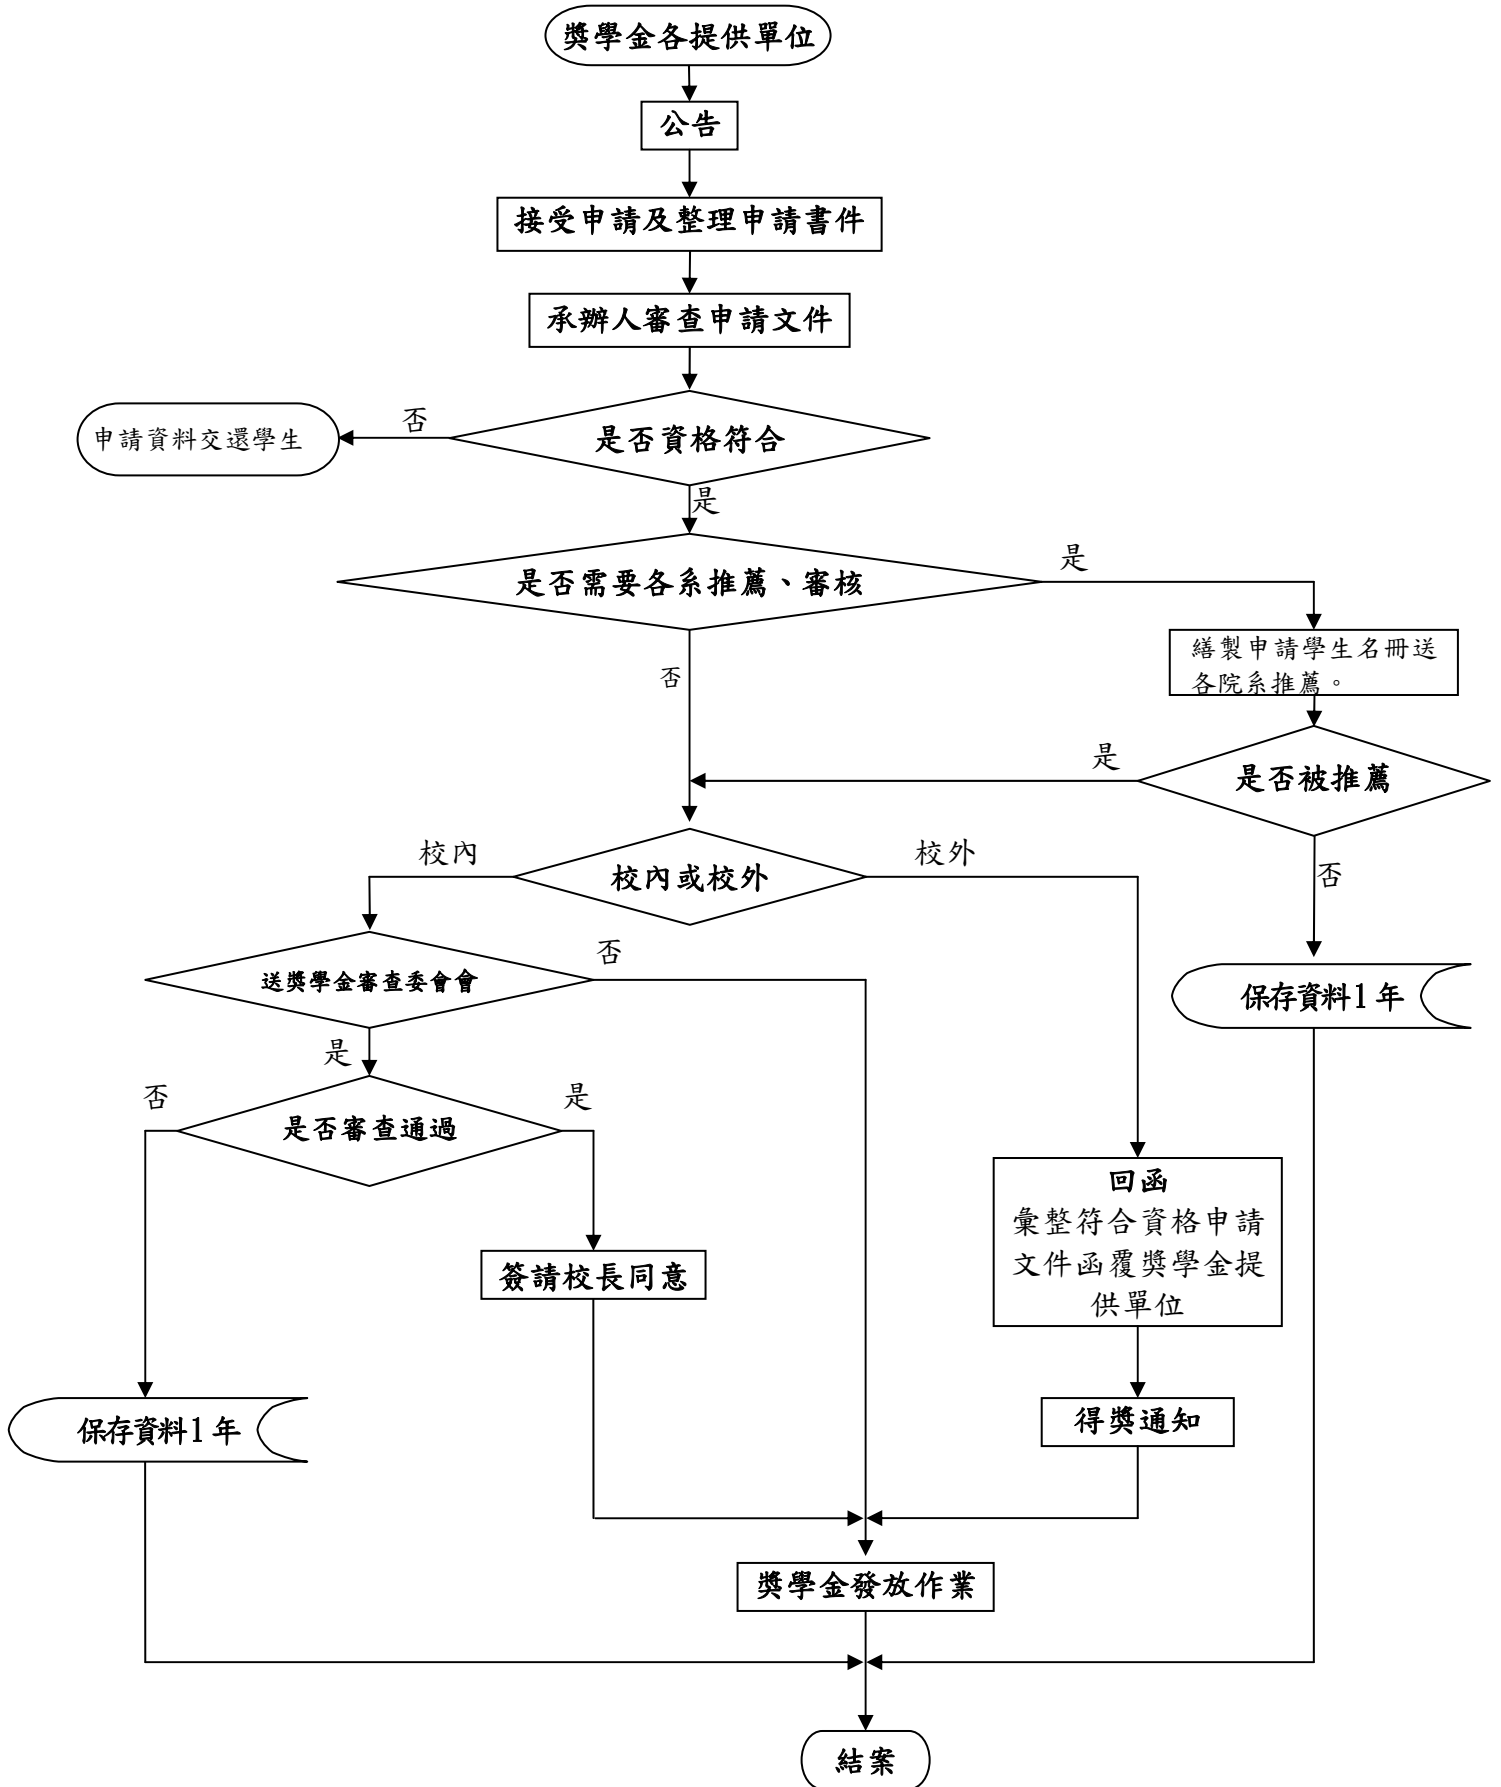 獎學金各提供單位
公告
接受申請及整理申請書件
承辦人審查申請文件
否
申請資料交還學生
是否資格符合
是
是
是否需要各系推薦、審核
繕製申請學生名冊送
各院系推薦。
否
是
是否被推薦
校內
校外
校內或校外
否
否
送獎學金審查委會會
保存資料1年
是
否
是
是否審查通過
回函
彙整符合資格申請
文件函覆獎學金提
供單位
簽請校長同意
保存資料1年
得獎通知
獎學金發放作業
結案